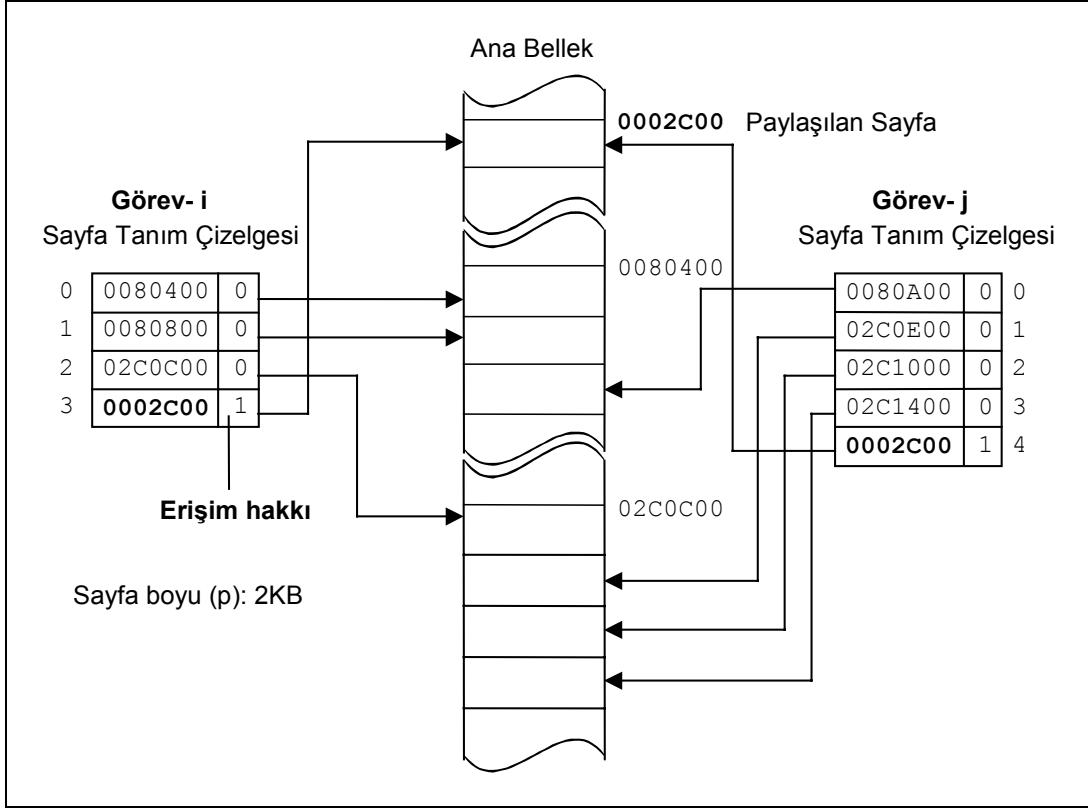 Ana Bellek
0002C00 Paylaşılan Sayfa
Görev- i
Sayfa Tanım Çizelgesi
0 0080400 0
1 0080800 0
2 02C0C00 0
3 0002C00 1
Erişim hakkı
Sayfa boyu (p): 2KB
0080400
02C0C00
Görev- j
Sayfa Tanım Çizelgesi
0080A00 0 0
02C0E00 0 1
02C1000 0 2
02C1400 0 3
0002C00 1 4